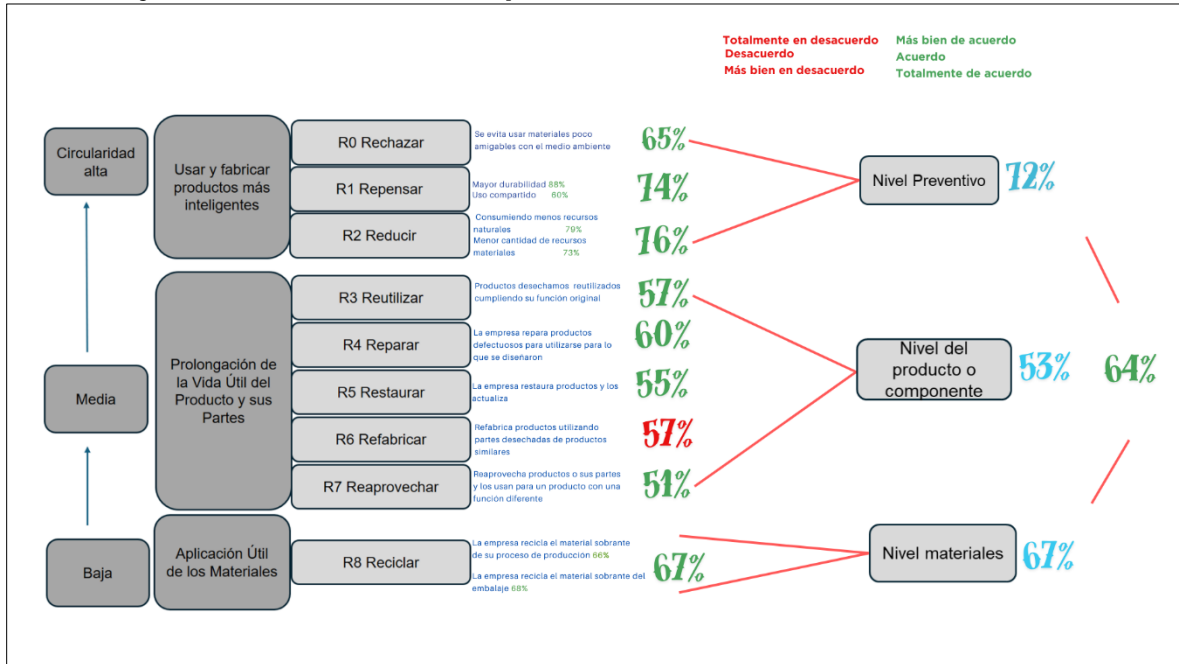 Totalmente en desacuerdo
Desacuerdo
Más bien en desacuerdo
Más bien de acuerdo
Acuerdo
Totalmente de acuerdo
Circularidad
alta
Usar y fabricar
productos más
inteligentes
R0 Rechazar
Se evita usar materiales poco
amigables con el medio ambiente
65%
R1 Repensar
Mayor durabilidad 88%
Uso compartido 60%
74%
R2 Reducir
Consumiendo menos recursos
naturales 79%
Menor cantidad de recursos
materiales 73%
76%
Nivel Preventivo
72%
Media
Prolongación de
la Vida Útil del
Producto y sus
Partes
R3 Reutilizar
Productos desechamos reutilizados
cumpliendo su función original
57%
R4 Reparar
La empresa repara productos
defectuosos para utilizarse para lo
que se diseñaron
60%
R5 Restaurar
La empresa restaura productos y los
actualiza
55%
R6 Refabricar
Refabrica productos utilizando
partes desechadas de productos
similares
57%
R7 Reaprovechar
Reaprovecha productos o sus partes
y los usan para un producto con una
función diferente
51%
Nivel del
producto o
componente
53%
64%
Baja
Aplicación Útil
de los Materiales
R8 Reciclar
La empresa recicla el material sobrante
de su proceso de producción 66%
La empresa recicla el material sobrante del
embalaje 68%
67%
Nivel materiales
67%